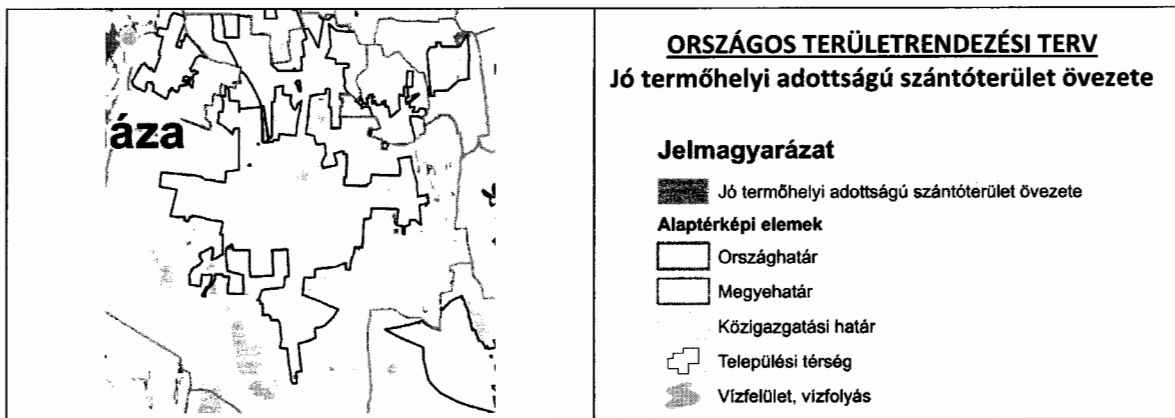 áza
ORSZÁGOS TERÜLETRENDEZÉSI TERV
Jó termőhelyi adottságú szántóterület övezete
Jelmagyarázat
Jó termőhelyi adottságú szántóterület övezete
Alaptérképi elemek
Országhatár
Megyehatár
Közigazgatási határ
Települési térség
Vízfelület, vízfolyás